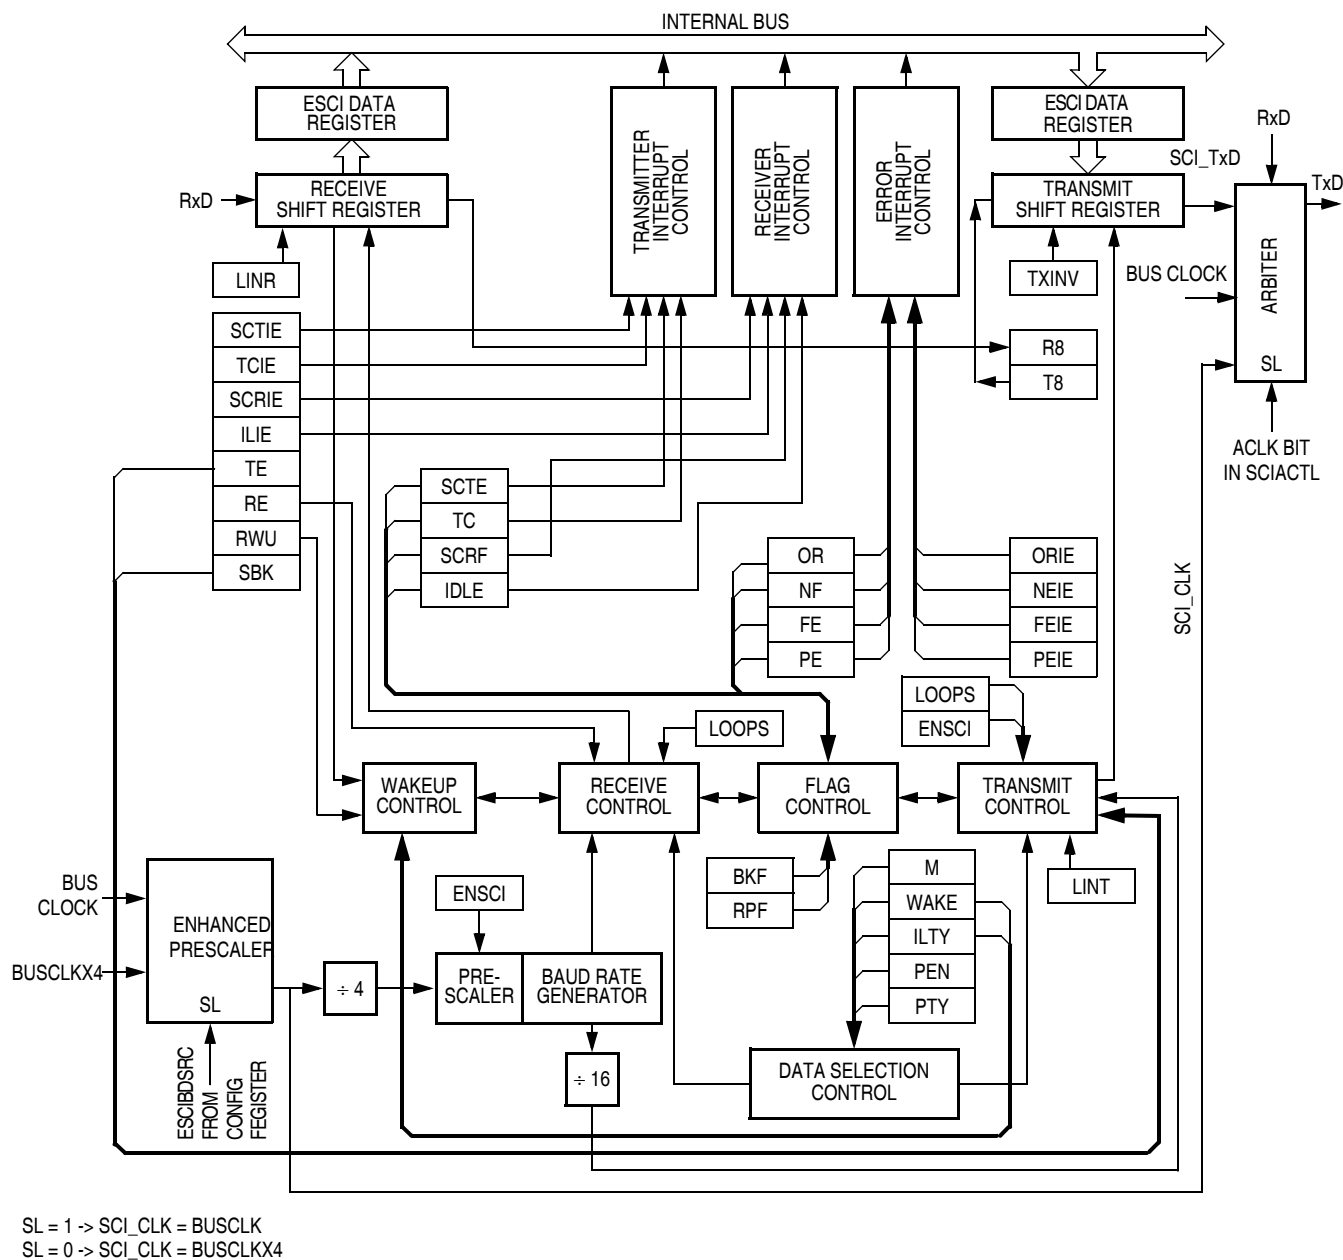 INTERNAL BUS
ESCI DATA
REGISTER
ESCI DATA
REGISTER
TRANSMITTER
INTERRUPT
CONTROL
RECEIVER
INTERRUPT
CONTROL
ERROR
INTERRUPT
CONTROL
RxD
SCI_TxD
TxD
RxD
RECEIVE
SHIFT REGISTER
TRANSMIT
SHIFT REGISTER
ARBITER
SL
LINR
TXINV
BUS CLOCK
SCTIE
TCIE
SCRIE
ILIE
TE
RE
RWU
SBK
R8
T8
ACLK BIT
IN SCIACTL
SCTE
TC
SCRF
IDLE
OR
NF
FE
PE
ORIE
NEIE
FEIE
PEIE
SCI_CLK
LOOPS
ENSCI
LOOPS
WAKEUP
CONTROL
RECEIVE
CONTROL
FLAG
CONTROL
TRANSMIT
CONTROL
BKF
RPF
M
WAKE
ILTY
PEN
PTY
LINT
BUS
CLOCK
BUSCLKX4
ENHANCED
PRESCALER
SL
ENSCI
÷ 4
PRE-
SCALER
BAUD RATE
GENERATOR
÷ 16
DATA SELECTION
CONTROL
ESCIBDSRC
FROM
CONFIG
FEGISTER
SL = 1 -> SCI_CLK = BUSCLK
SL = 0 -> SCI_CLK = BUSCLKX4